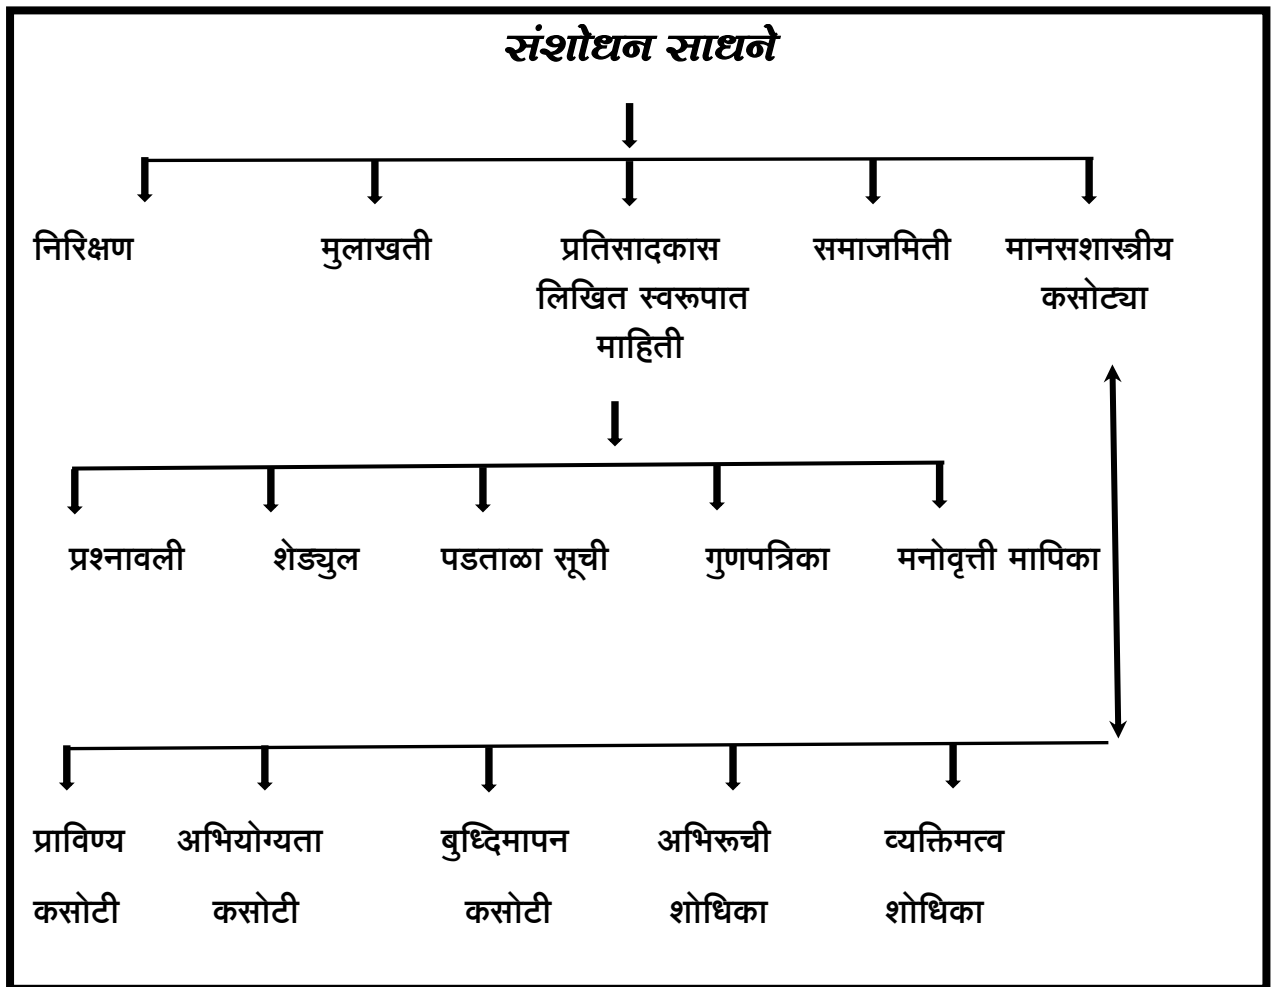 संशोधन साधने
निरिक्षण मुलाखती प्रतिसादकास समाजमिती मानसशास्त्रीय
लिखित स्वरूपात कसोट्या
माहिती
प्रश्नावली शेड्युल पडताळा सूची गुणपत्रिका मनोवृत्ती मापिका
प्राविण्य अभियोग्यता बुध्दिमापन अभिरूची व्यक्तिमत्व
कसोटी कसोटी कसोटी शोधिका शोधिका